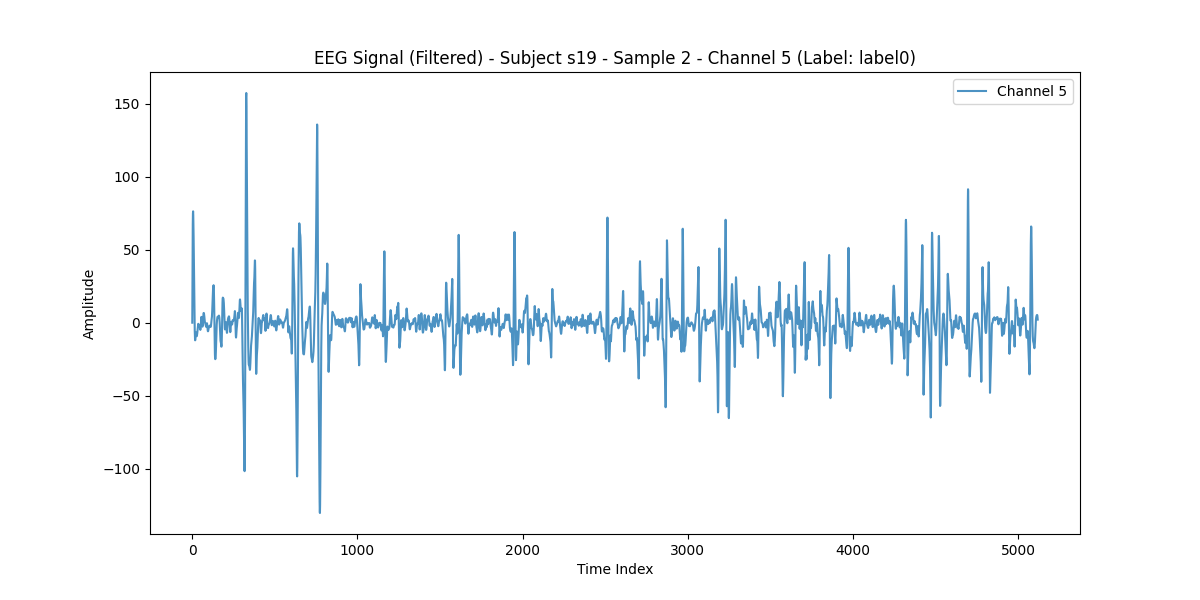 EEG Signal (Filtered) - Subject s19 - Sample 2 - Channel 5 (Label: label0)
Channel 5
150
100
50
0
−50
−100
Amplitude
0 1000 2000 3000 4000 5000
Time Index